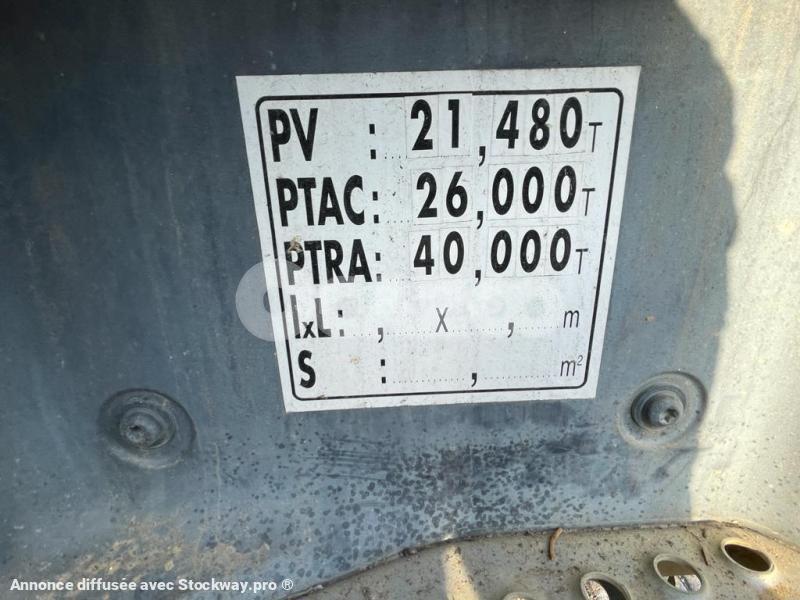 PV : 21,480 T
PTAC: 26,000 T
PTRA: 40,000 T
lxL: , x , m
S : , m²
Annonce diffusée avec Stockway.pro ®